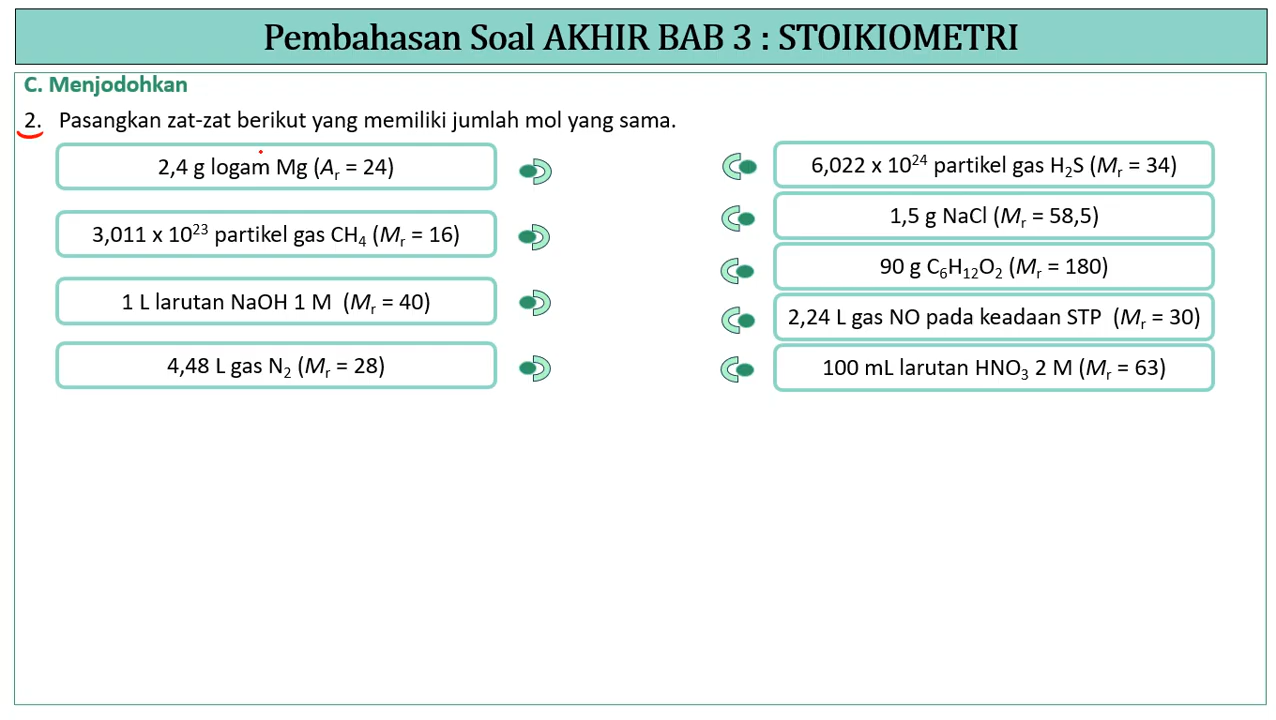 Pembahasan Soal AKHIR BAB 3 : STOIKIOMETRI
C. Menjodohkan
2. Pasangkan zat-zat berikut yang memiliki jumlah mol yang sama.
2,4 g logam Mg (Aᵣ = 24)
3,011 x 10²³ partikel gas CH₄ (Mᵣ = 16)
1 L larutan NaOH 1 M (Mᵣ = 40)
4,48 L gas N₂ (Mᵣ = 28)
6,022 x 10²⁴ partikel gas H₂S (Mᵣ = 34)
1,5 g NaCl (Mᵣ = 58,5)
90 g C₆H₁₂O₂ (Mᵣ = 180)
2,24 L gas NO pada keadaan STP (Mᵣ = 30)
100 mL larutan HNO₃ 2 M (Mᵣ = 63)